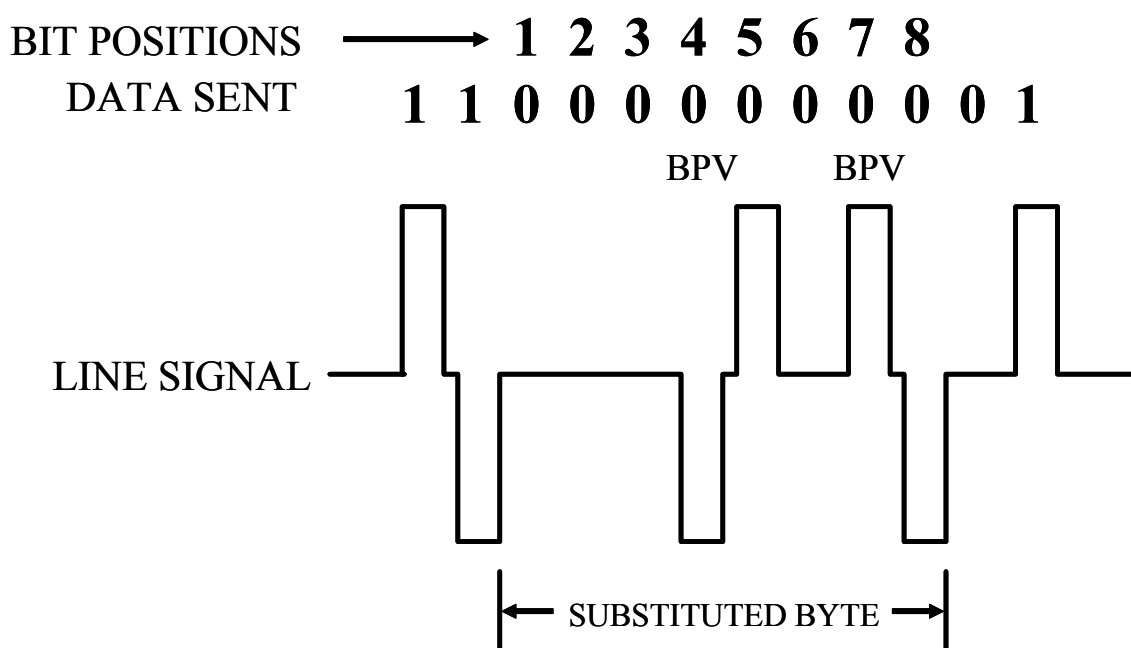 BIT POSITIONS 1 2 3 4 5 6 7 8
DATA SENT 1 1 0 0 0 0 0 0 0 0 0 1
BPV BPV
LINE SIGNAL
SUBSTITUTED BYTE